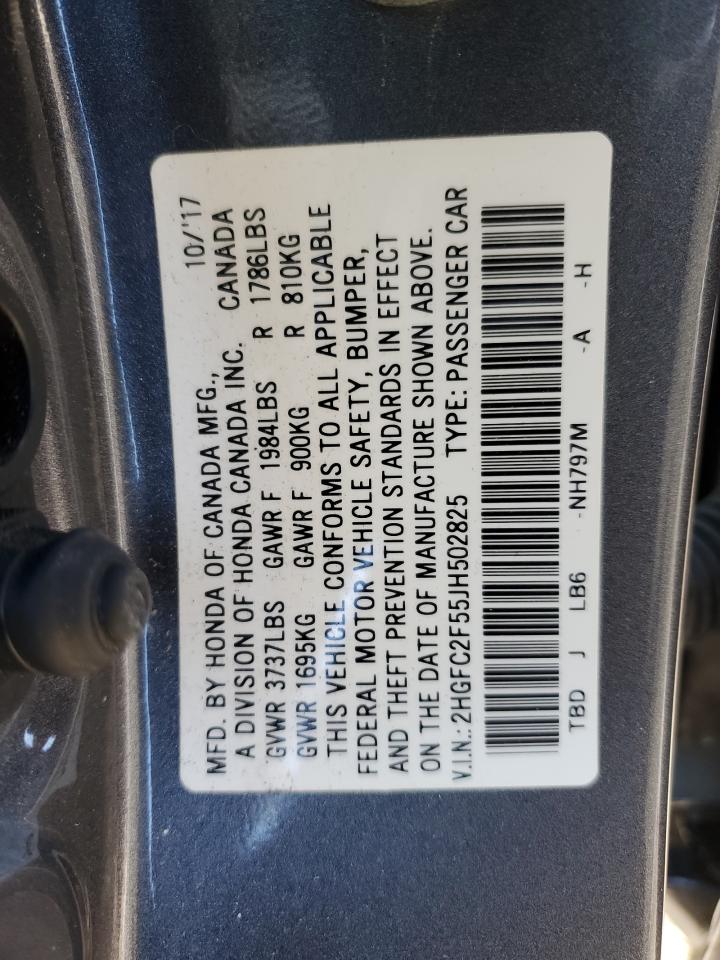 MFD. BY HONDA OF CANADA MFG., 10/'17
A DIVISION OF HONDA CANADA INC. CANADA
GVWR 3737LBS GAWR F 1984LBS R 1786LBS
GVWR 1695KG GAWR F 900KG R 810KG
THIS VEHICLE CONFORMS TO ALL APPLICABLE
FEDERAL MOTOR VEHICLE SAFETY, BUMPER,
AND THEFT PREVENTION STANDARDS IN EFFECT
ON THE DATE OF MANUFACTURE SHOWN ABOVE.
V.I.N.: 2HGFC2F55JH502825 TYPE: PASSENGER CAR
TBD J LB6 -NH797M -A -H